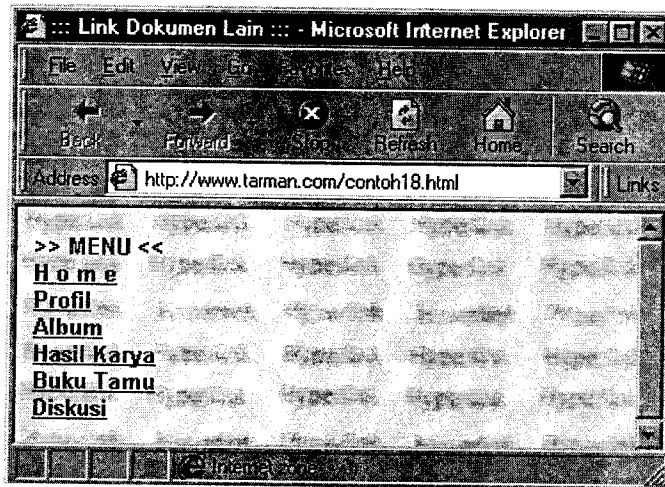 ::: Link Dokumen Lain ::: - Microsoft Internet Explorer
File Edit View Go Favorites Help
Back Forward Stop Refresh Home Search
Address http://www.tarman.com/contoh18.html Links
>> MENU <<
H o m e
Profil
Album
Hasil Karya
Buku Tamu
Diskusi
Internet zone